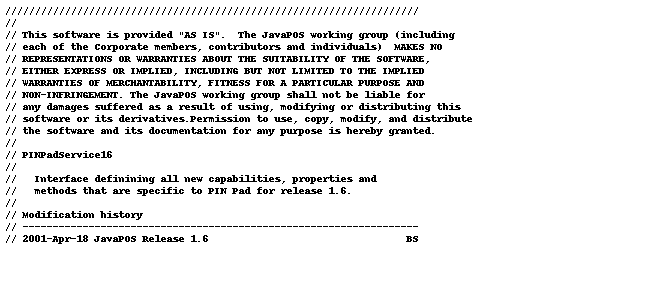 //////////////////////////////////////////////////////////////////////
//
// This software is provided "AS IS".  The JavaPOS working group (including
// each of the Corporate members, contributors and individuals)  MAKES NO
// REPRESENTATIONS OR WARRANTIES ABOUT THE SUITABILITY OF THE SOFTWARE,
// EITHER EXPRESS OR IMPLIED, INCLUDING BUT NOT LIMITED TO THE IMPLIED
// WARRANTIES OF MERCHANTABILITY, FITNESS FOR A PARTICULAR PURPOSE AND
// NON-INFRINGEMENT. The JavaPOS working group shall not be liable for
// any damages suffered as a result of using, modifying or distributing this
// software or its derivatives.Permission to use, copy, modify, and distribute
// the software and its documentation for any purpose is hereby granted.
//
// PINPadService16
//
//   Interface definining all new capabilities, properties and
//   methods that are specific to PIN Pad for release 1.6.
//
// Modification history
// -------------------------------------------------------------------
// 2001-Apr-18 JavaPOS Release 1.6                                 BS